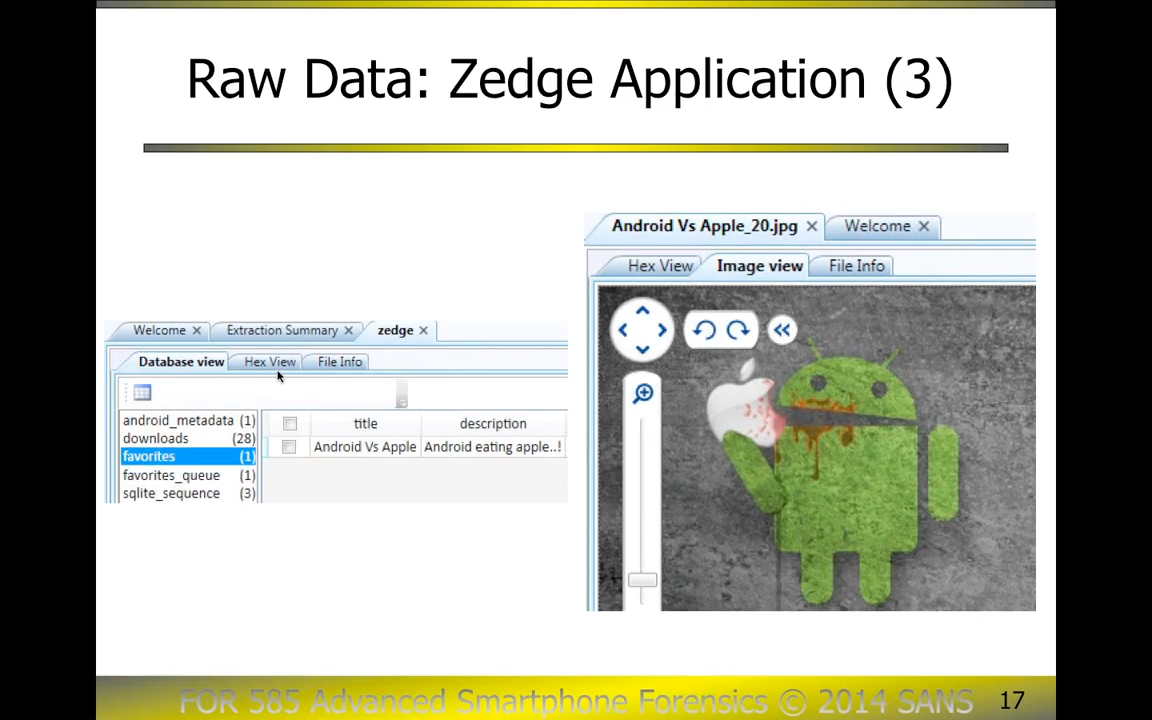 Raw Data: Zedge Application (3)
Welcome
Extraction Summary
zedge
Database view
Hex View
File Info
android_metadata (1)
downloads (28)
favorites (1)
favorites_queue (1)
sqlite_sequence (3)
title description
Android Vs Apple Android eating apple..!
Android Vs Apple_20.jpg
Welcome
Hex View
Image view
File Info
FOR 585 Advanced Smartphone Forensics © 2014 SANS
17